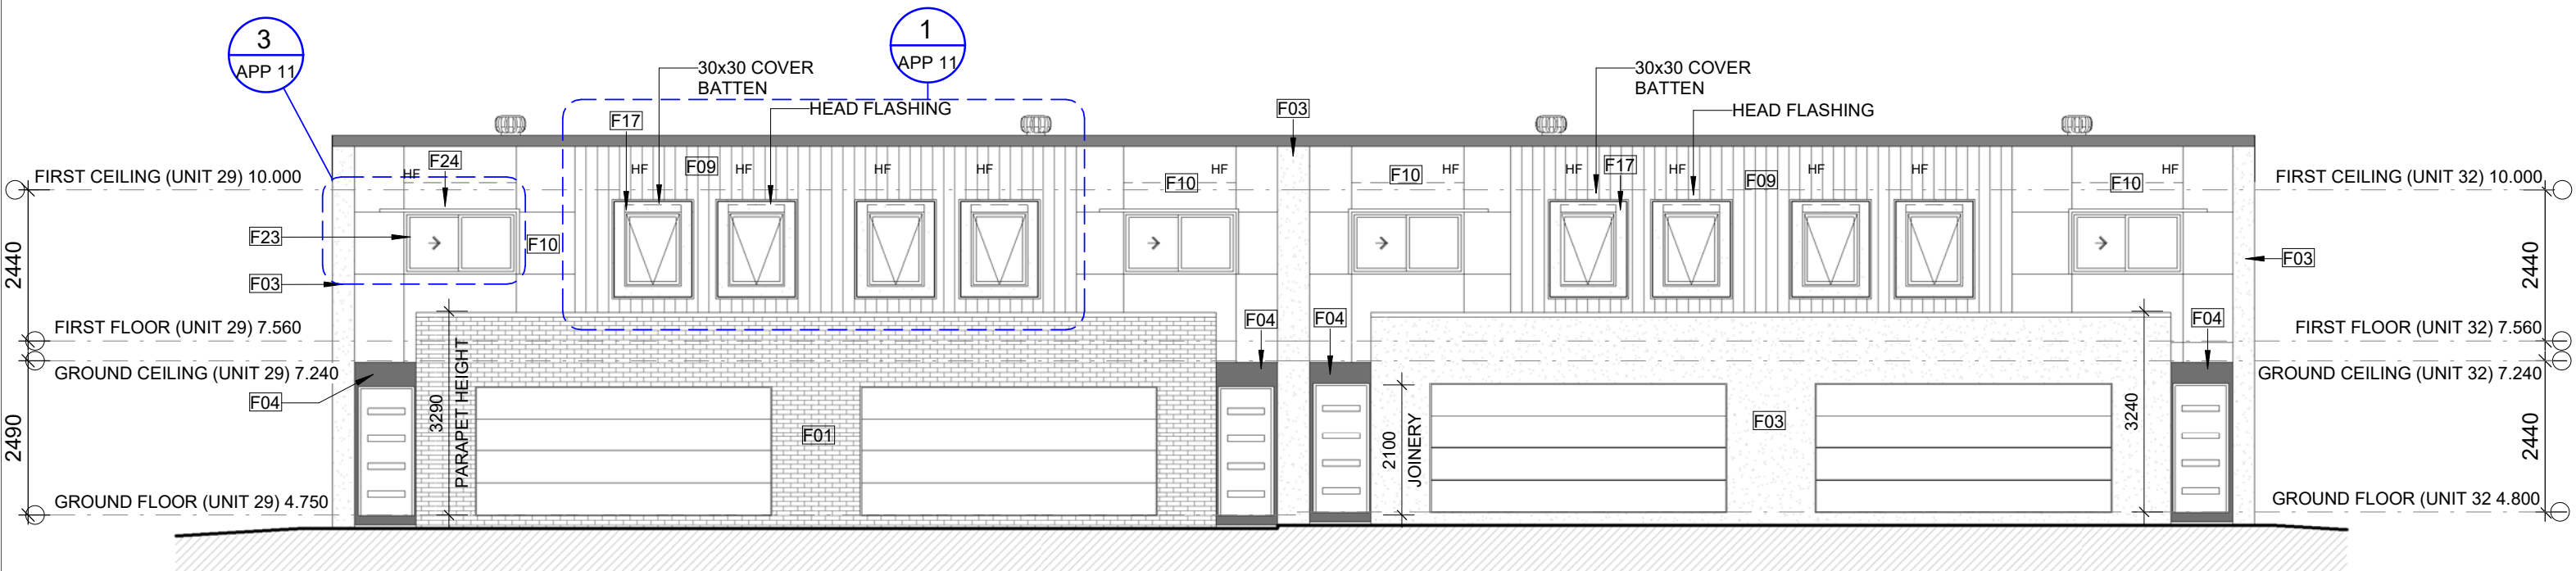 3
APP 11
1
APP 11
30x30 COVER
BATTEN
HEAD FLASHING
F17
F03
30x30 COVER
BATTEN
HEAD FLASHING
F24
HF
HF
F09
HF
HF
HF
F10
HF
F10
HF
HF
F17
HF
F09
HF
HF
F10
HF
FIRST CEILING (UNIT 29) 10.000
FIRST CEILING (UNIT 32) 10.000
F23
F10
F03
F03
2440
2440
FIRST FLOOR (UNIT 29) 7.560
FIRST FLOOR (UNIT 32) 7.560
F04
F04
F04
GROUND CEILING (UNIT 29) 7.240
GROUND CEILING (UNIT 32) 7.240
F04
3290
PARAPET HEIGHT
F01
2100
JOINERY
F03
3240
2490
2440
GROUND FLOOR (UNIT 29) 4.750
GROUND FLOOR (UNIT 32 4.800